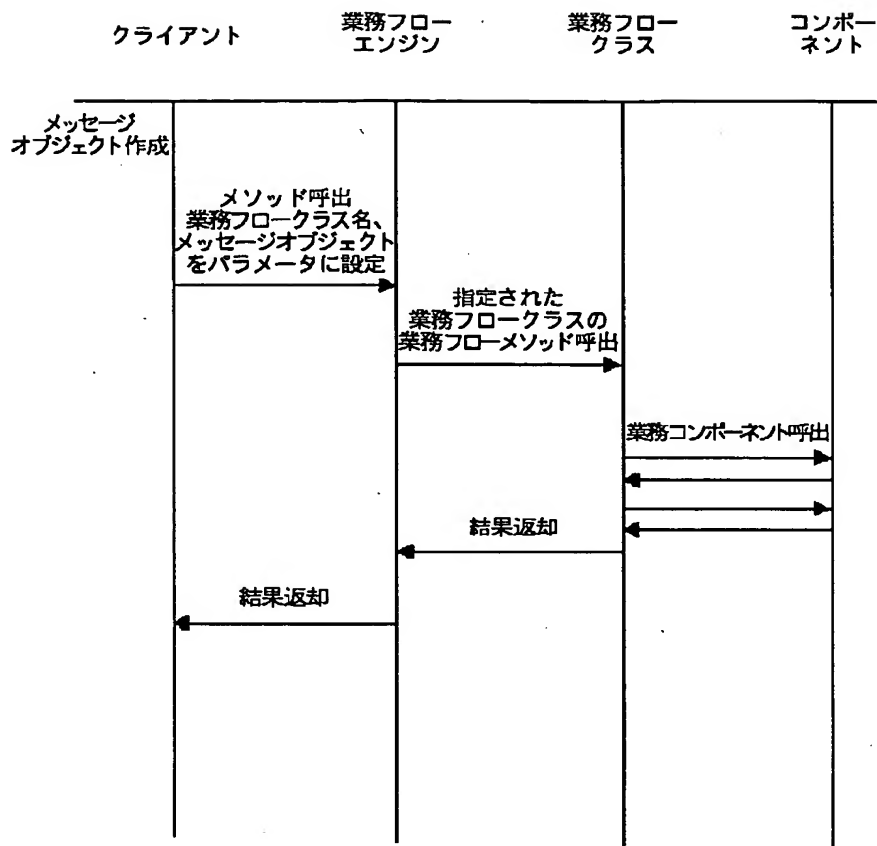 クライアント
業務フロー
エンジン
業務フロー
クラス
コンポー
ネント
メッセージ
オブジェクト作成
メソッド呼出
業務フロークラス名、
メッセージオブジェクト
をパラメータに設定
指定された
業務フロークラスの
業務フローメソッド呼出
業務コンポーネント呼出
結果返却
結果返却